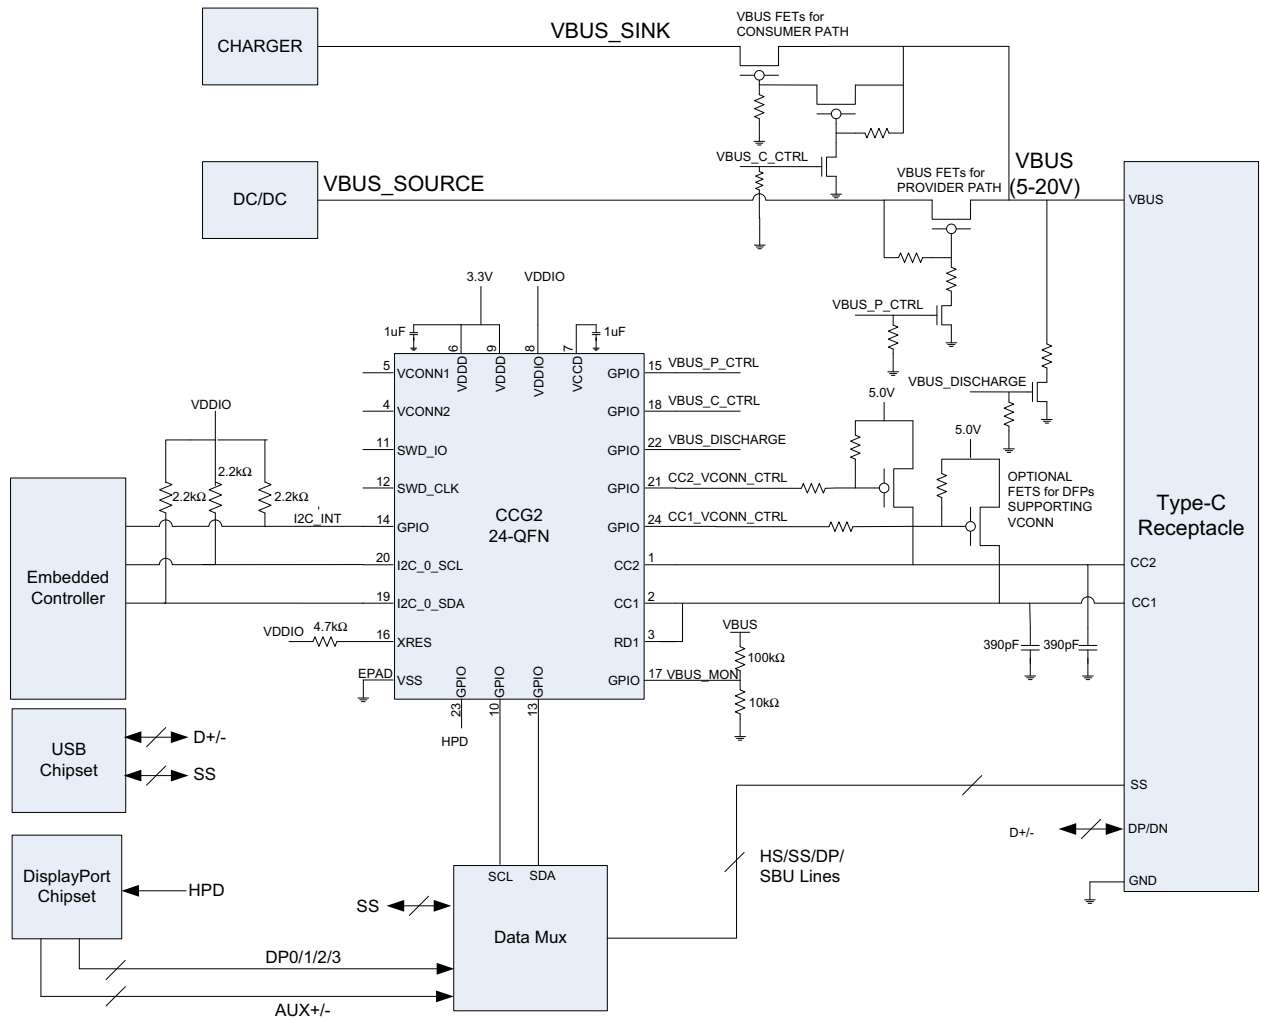 VBUS FETs for
CONSUMER PATH
CHARGER
VBUS_SINK
VBUS_C_CTRL
VBUS FETs for
PROVIDER PATH
VBUS
(5-20V)
DC/DC
VBUS_SOURCE
VBUS
3.3V
VDDIO
VBUS_P_CTRL
1uF
1uF
6
9
8
7
VDDD
VDDD
VDDIO
VCCD
5
VCONN1
GPIO
15
VBUS_P_CTRL
VBUS_DISCHARGE
5.0V
4
VCONN2
GPIO
18
VBUS_C_CTRL
VDDIO
11
SWD_IO
GPIO
22
VBUS_DISCHARGE
5.0V
2.2kΩ
2.2kΩ
2.2kΩ
12
SWD_CLK
GPIO
21
CC2_VCONN_CTRL
OPTIONAL
FETS for DFPs
SUPPORTING
VCONN
Type-C
Receptacle
I2C_INT
14
GPIO
CCG2
24-QFN
GPIO
24
CC1_VCONN_CTRL
20
I2C_0_SCL
CC2
1
CC2
Embedded
Controller
19
I2C_0_SDA
CC1
2
CC1
VDDIO
4.7kΩ
16
XRES
RD1
3
VBUS
390pF
390pF
100kΩ
EPAD
VSS
GPIO
17
VBUS_MON
10kΩ
GPIO
GPIO
GPIO
23
10
13
HPD
USB
Chipset
D+/-
SS
SS
D+/-
DP/DN
DisplayPort
Chipset
HPD
SCL
SDA
HS/SS/DP/
SBU Lines
GND
SS
Data Mux
DP0/1/2/3
AUX+/-